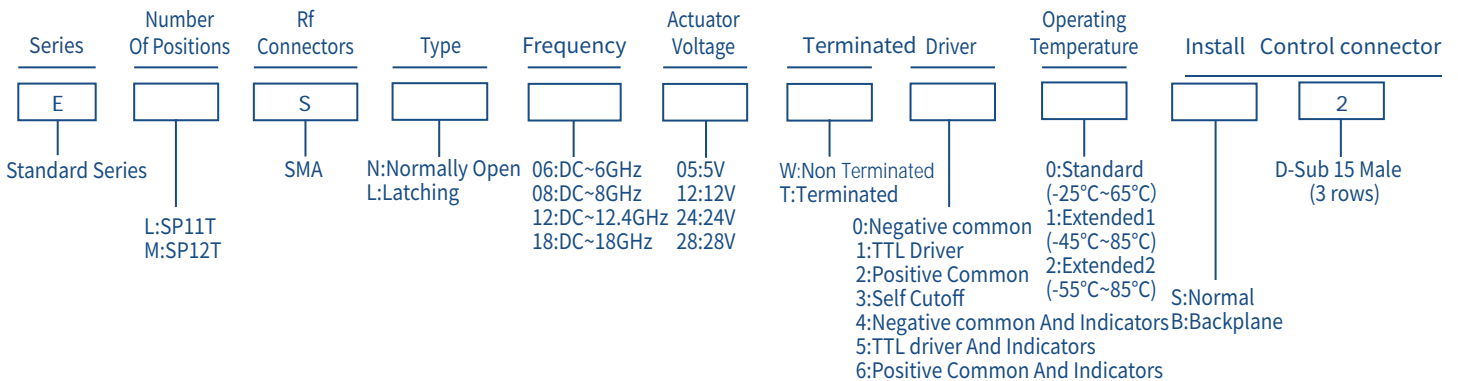 Series
Number
Of Positions
Rf
Connectors
Type
Frequency
Actuator
Voltage
Terminated
Driver
Operating
Temperature
Install
Control connector
E
S
2
Standard Series
L:SP11T
M:SP12T
SMA
N:Normally Open
L:Latching
06:DC~6GHz
08:DC~8GHz
12:DC~12.4GHz
18:DC~18GHz
05:5V
12:12V
24:24V
28:28V
W:Non Terminated
T:Terminated
0:Negative common
1:TTL Driver
2:Positive Common
3:Self Cutoff
4:Negative common And Indicators
5:TTL driver And Indicators
6:Positive Common And Indicators
0:Standard
(-25°C~65°C)
1:Extended1
(-45°C~85°C)
2:Extended2
(-55°C~85°C)
S:Normal
B:Backplane
D-Sub 15 Male
(3 rows)